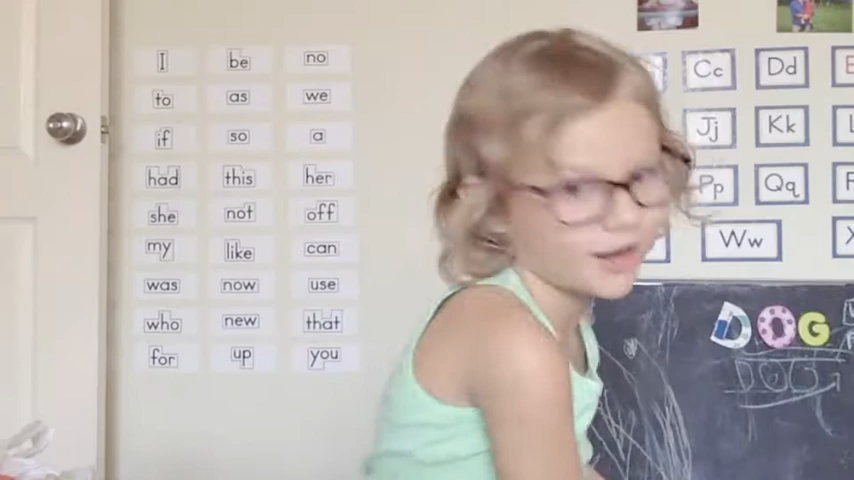 I be no
to as we
if so a
had this her
she not off
my like can
was now use
who new that
for up you
Cc Dd
Jj Kk
Pp Qq
Ww
DOG
DOG